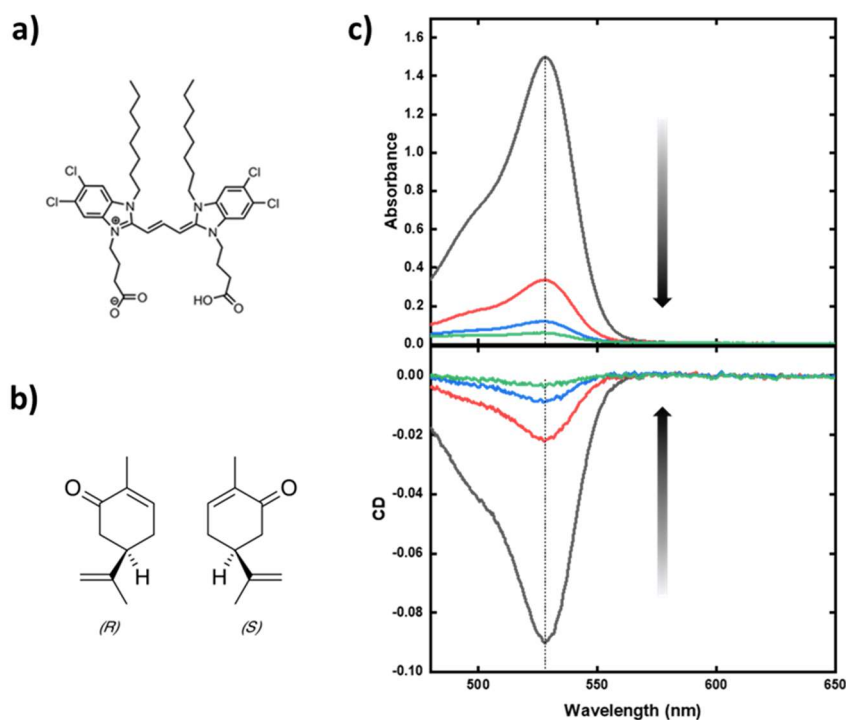 a)
Cl
Cl
N
⊕
N
N
N
Cl
Cl
O
⊖
O
HO
O
b)
O
H
(R)
O
H
(S)
c)
Absorbance
1.6
1.4
1.2
1.0
0.8
0.6
0.4
0.2
0.0
CD
0.00
-0.02
-0.04
-0.06
-0.08
-0.10
500
550
600
650
Wavelength (nm)